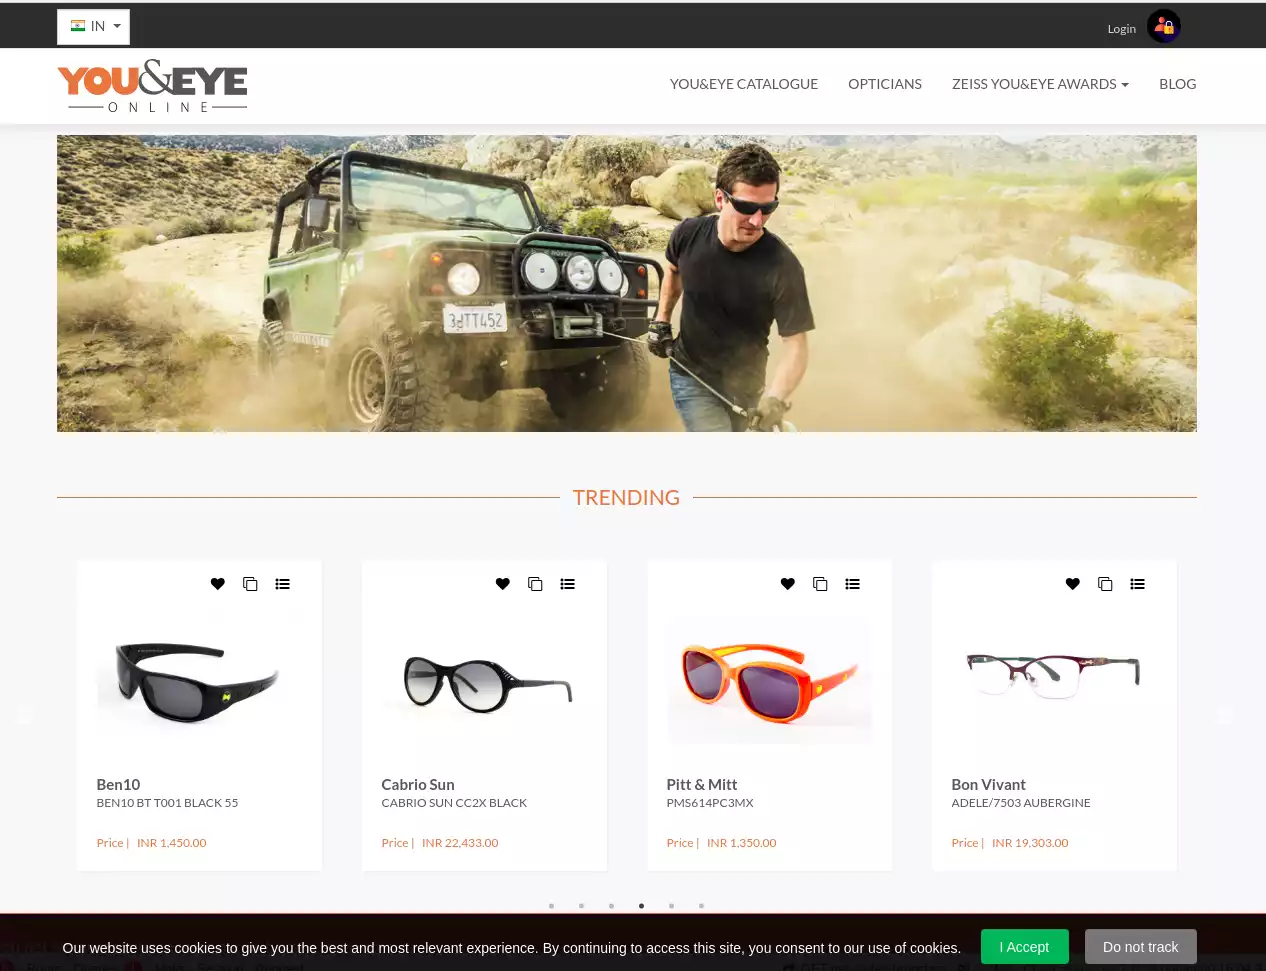 IN
Login
YOU&EYE
ONLINE
YOU&EYE CATALOGUE OPTICIANS ZEISS YOU&EYE AWARDS BLOG
3JTT452
TRENDING
Ben10
BEN10 BT T001 BLACK 55
Price | INR 1,450.00
Cabrio Sun
CABRIO SUN CC2X BLACK
Price | INR 22,433.00
Pitt & Mitt
PMS614PC3MX
Price | INR 1,350.00
Bon Vivant
ADELE/7503 AUBERGINE
Price | INR 19,303.00
Our website uses cookies to give you the best and most relevant experience. By continuing to access this site, you consent to our use of cookies.
I Accept
Do not track